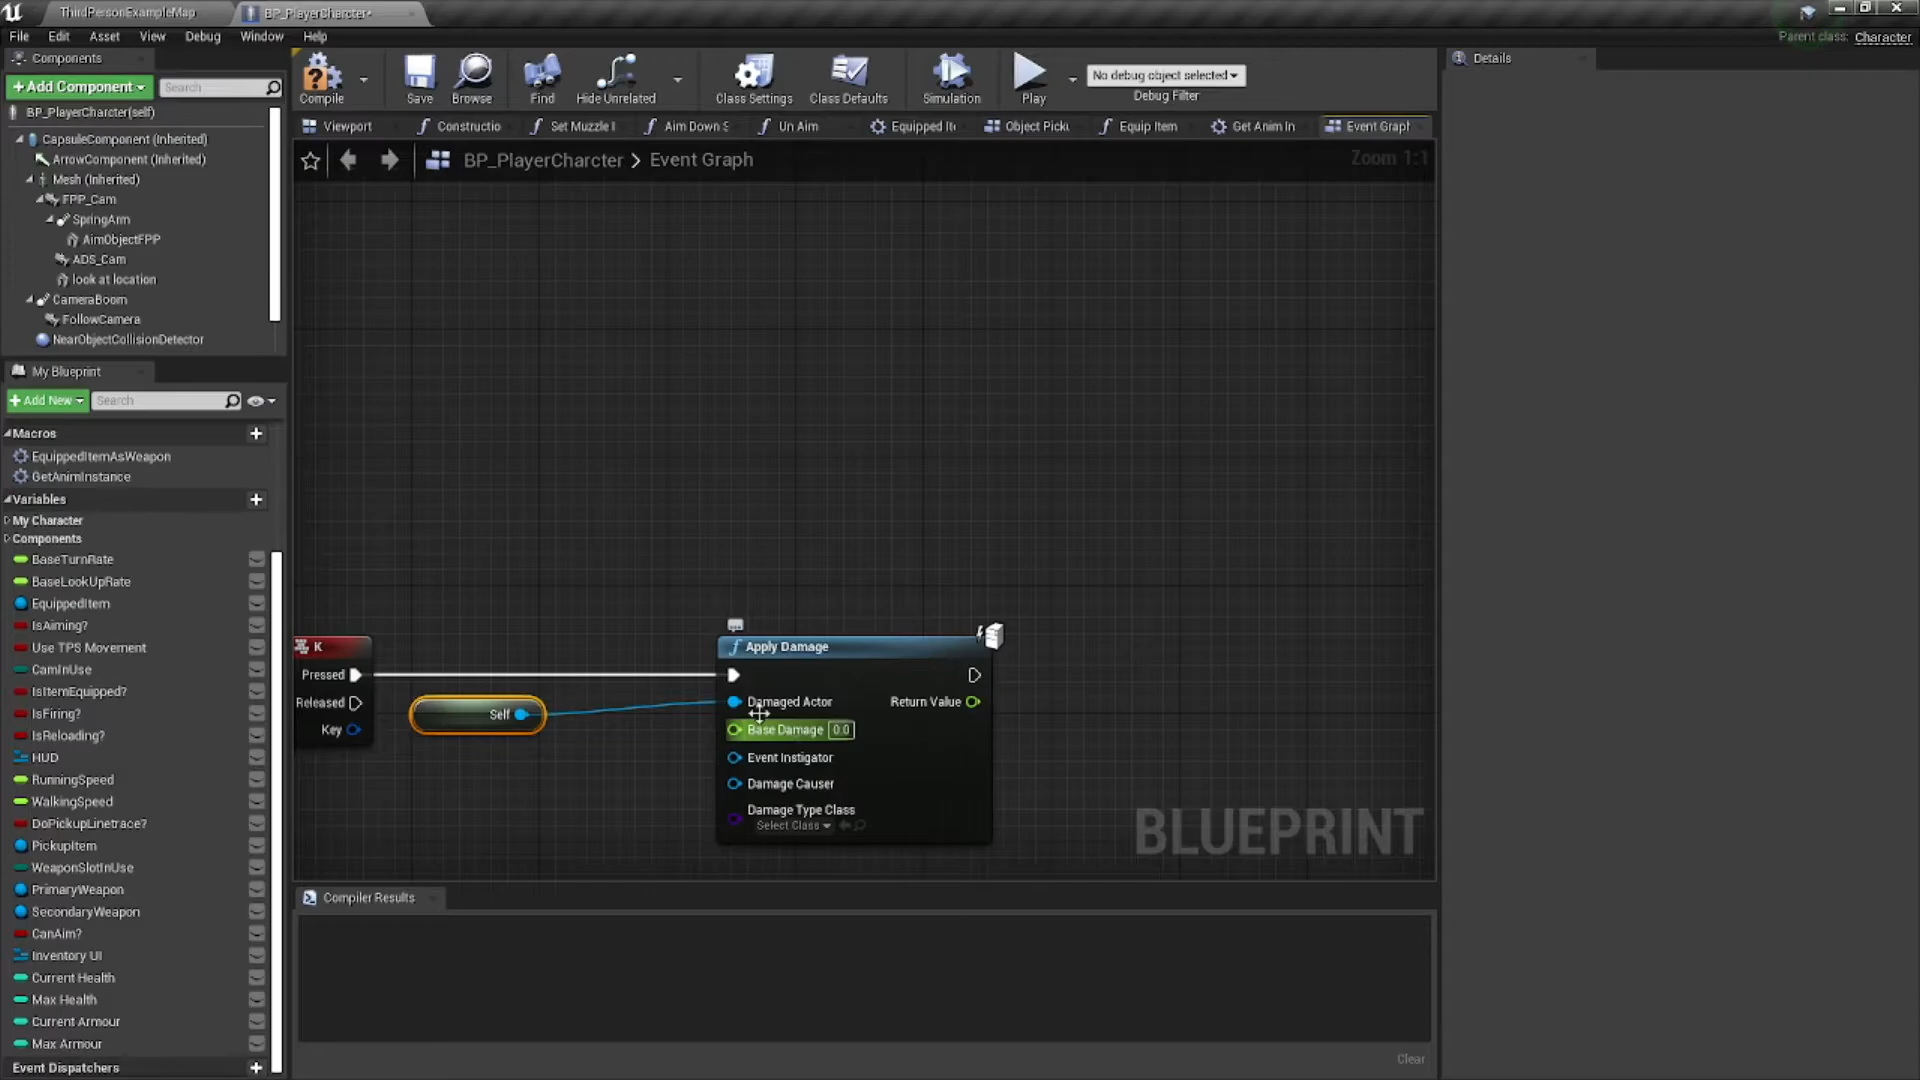 ThirdPersonExampleMap
BP_PlayerCharcter*
File Edit Asset View Debug Window Help
Parent class: Character
Components
+Add Component
Search
BP_PlayerCharcter(self)
CapsuleComponent (Inherited)
ArrowComponent (Inherited)
Mesh (Inherited)
FPP_Cam
SpringArm
AimObjectFPP
ADS_Cam
look at location
CameraBoom
FollowCamera
NearObjectCollisionDetector
My Blueprint
+Add New
Search
Macros
EquippedItemAsWeapon
GetAnimInstance
Variables
My Character
Components
BaseTurnRate
BaseLookUpRate
EquippedItem
IsAiming?
Use TPS Movement
CamInUse
IsItemEquipped?
IsFiring?
IsReloading?
HUD
RunningSpeed
WalkingSpeed
DoPickupLinetrace?
PickupItem
WeaponSlotInUse
PrimaryWeapon
SecondaryWeapon
CanAim?
Inventory UI
Current Health
Max Health
Current Armour
Max Armour
Event Dispatchers
Compile Save Browse Find Hide Unrelated Class Settings Class Defaults Simulation Play
No debug object selected
Debug Filter
Viewport Constructio Set Muzzle I Aim Down S Un Aim Equipped Ite Object Picku Equip Item Get Anim In Event Graph
BP_PlayerCharcter > Event Graph
Zoom 1:1
K
Pressed
Released
Key
Self
Apply Damage
Damaged Actor
Return Value
Base Damage 0.0
Event Instigator
Damage Causer
Damage Type Class
Select Class
BLUEPRINT
Compiler Results
Clear
Details